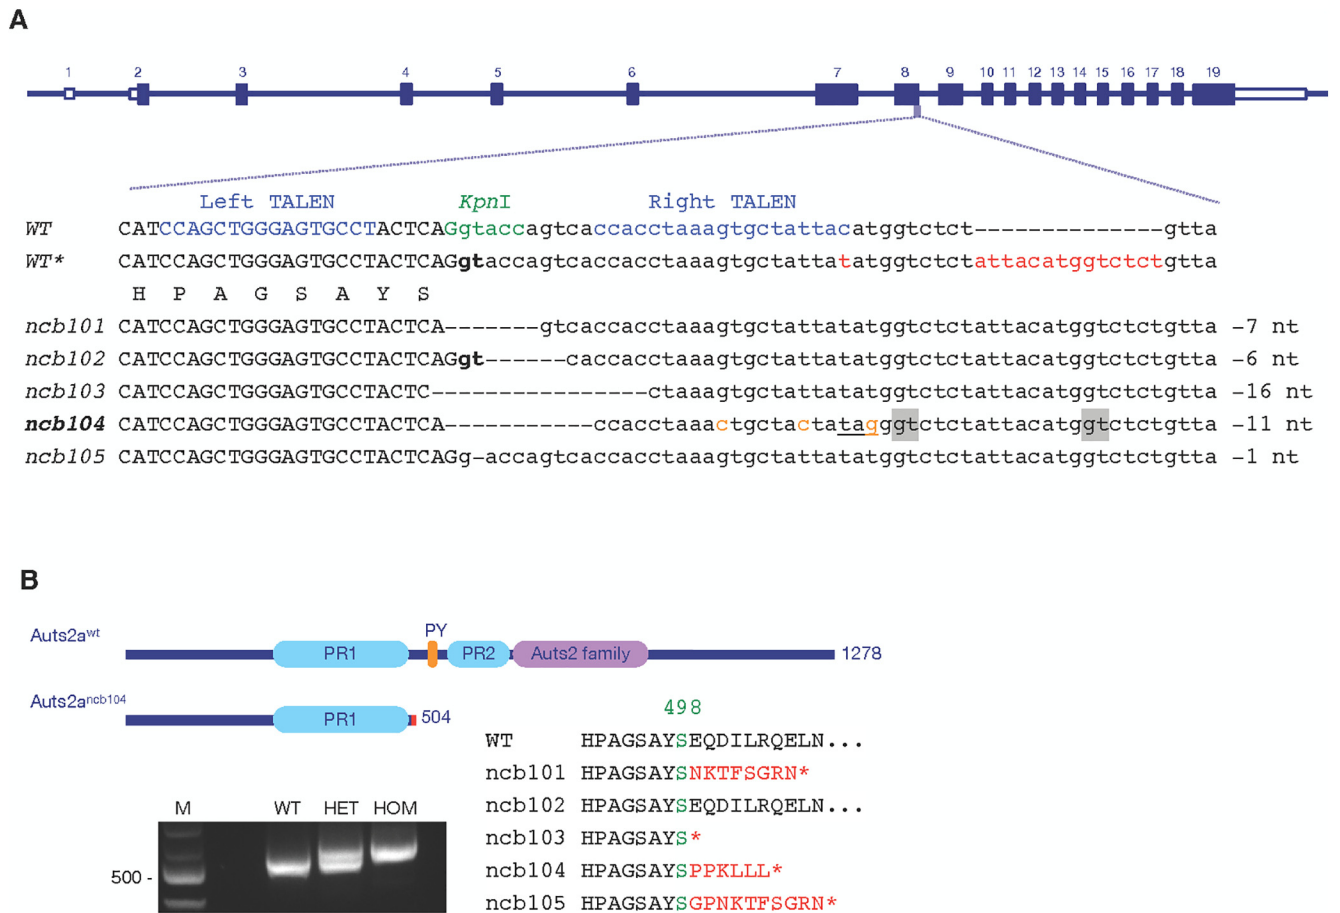 A
1 2 3 4 5 6 7 8 9 10 11 12 13 14 15 16 17 18 19
Left TALEN KpnI Right TALEN
WT CATCCAGCTGGGAGTGCCTACTCAGgtaccagtcaccacctaaagtgctattacatggtctct--------------gtta
WT* CATCCAGCTGGGAGTGCCTACTCAGgtaccagtcaccacctaaagtgctattatatggtctctattacatggtctctgtta
H P A G S A Y S
ncb101 CATCCAGCTGGGAGTGCCTACTCA-------gtcaccacctaaagtgctattatatggtctctattacatggtctctgtta -7 nt
ncb102 CATCCAGCTGGGAGTGCCTACTCAGgt------caccacctaaagtgctattatatggtctctattacatggtctctgtta -6 nt
ncb103 CATCCAGCTGGGAGTGCCTACTC----------------ctaaagtgctattatatggtctctattacatggtctctgtta -16 nt
ncb104 CATCCAGCTGGGAGTGCCTACTCA-----------ccacctaaactgctactatagggtctctattacatggtctctgtta -11 nt
ncb105 CATCCAGCTGGGAGTGCCTACTCAGg-accagtcaccacctaaagtgctattatatggtctctattacatggtctctgtta -1 nt
B
Auts2a^wt PR1 PY PR2 Auts2 family 1278
Auts2a^ncb104 PR1 504
498
WT HPAGSAYSEQDILRQELN...
ncb101 HPAGSAYSNKTFSGRN*
ncb102 HPAGSAYSEQDILRQELN...
ncb103 HPAGSAYS*
ncb104 HPAGSAYSPPKLLL*
ncb105 HPAGSAYSGPNKTFSGRN*
M WT HET HOM
500 -